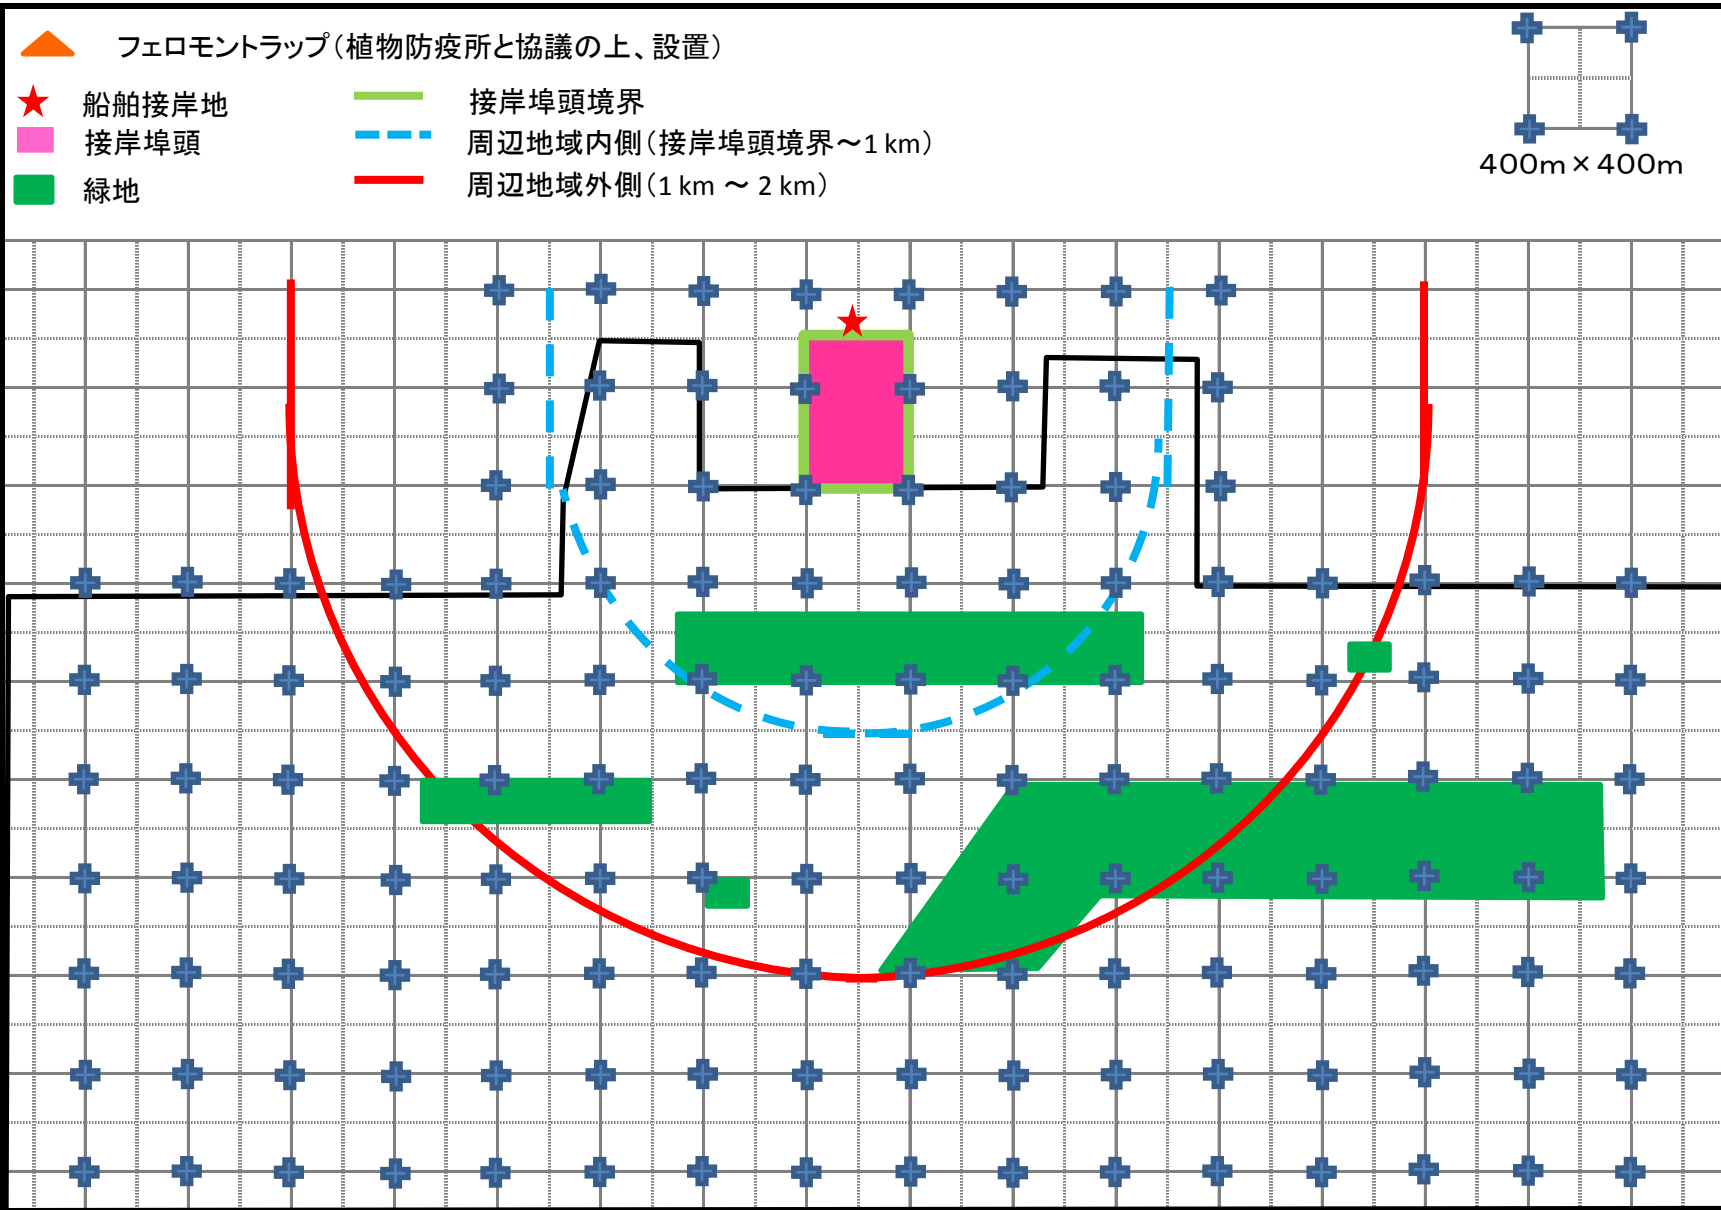 フェロモントラップ（植物防疫所と協議の上、設置）
船舶接岸地
接岸埠頭境界
接岸埠頭
周辺地域内側（接岸埠頭境界～1 km）
緑地
周辺地域外側（1 km ～ 2 km）
400m×400m